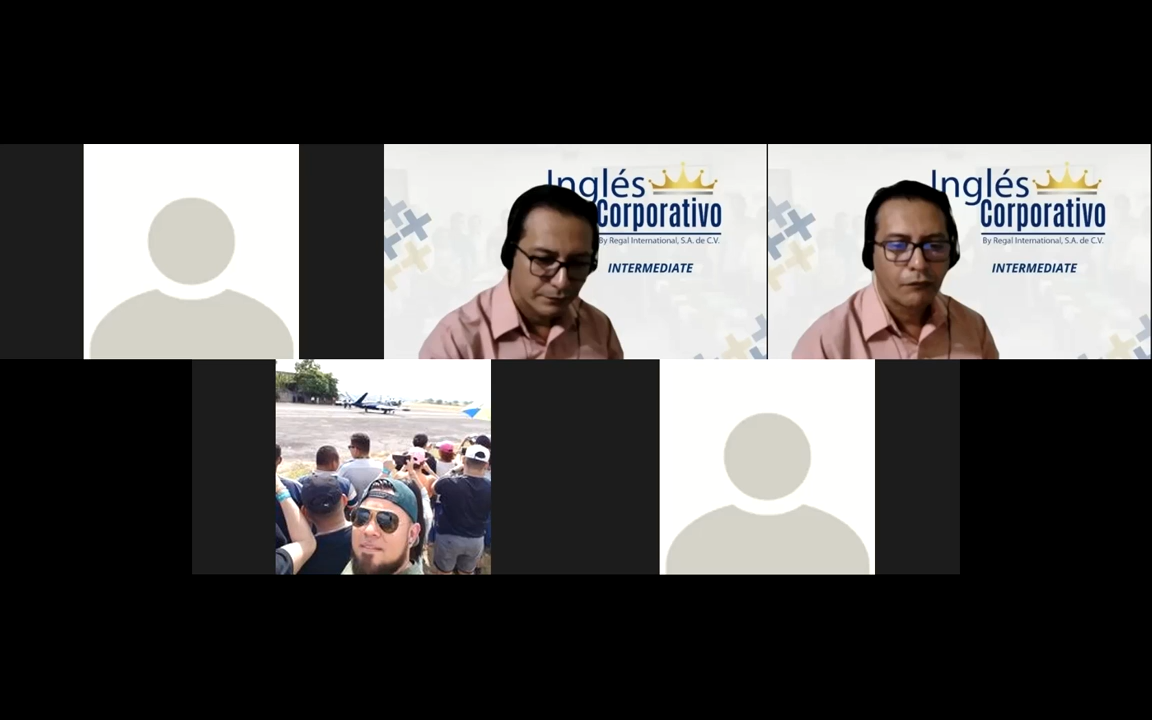 Inglés
Corporativo
By Regal International, S.A. de C.V.
INTERMEDIATE
Inglés
Corporativo
By Regal International, S.A. de C.V.
INTERMEDIATE